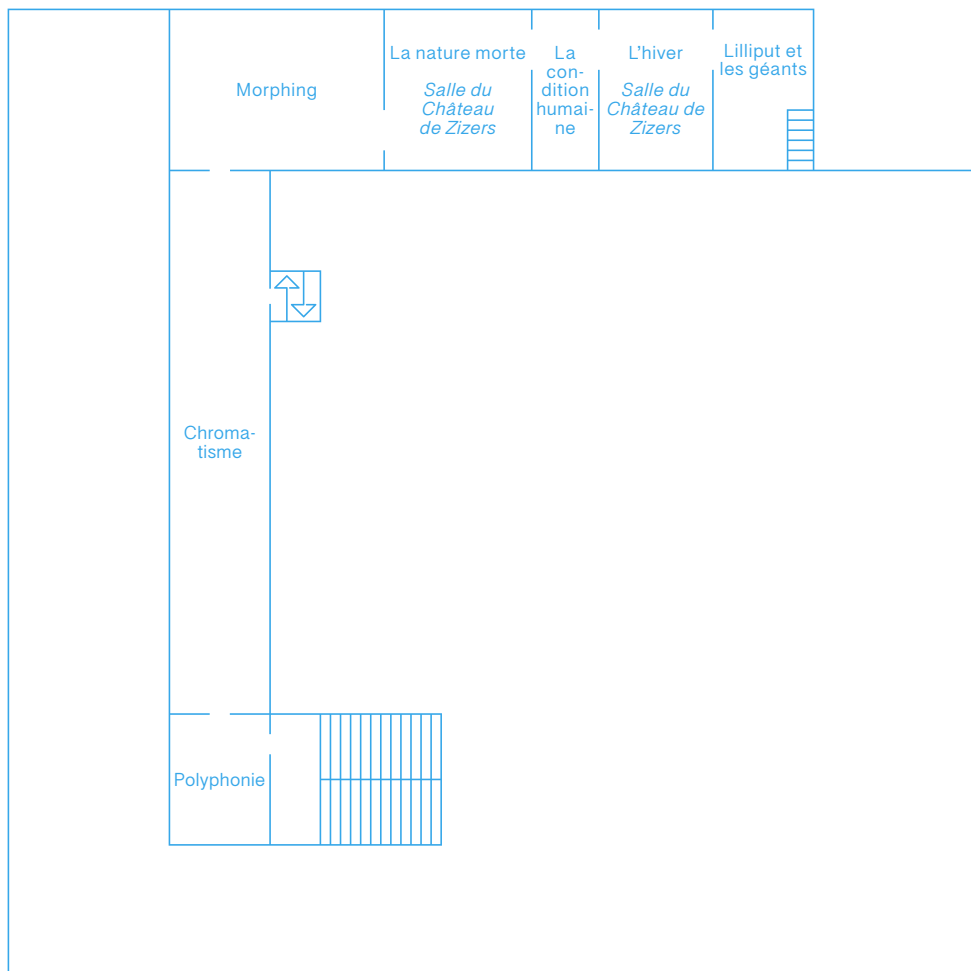 Morphing
La nature morte
Salle du
Château
de Zizers
La
con-
dition
humai-
ne
L’hiver
Salle du
Château de
Zizers
Lilliput et
les géants
Chroma-
tisme
Polyphonie